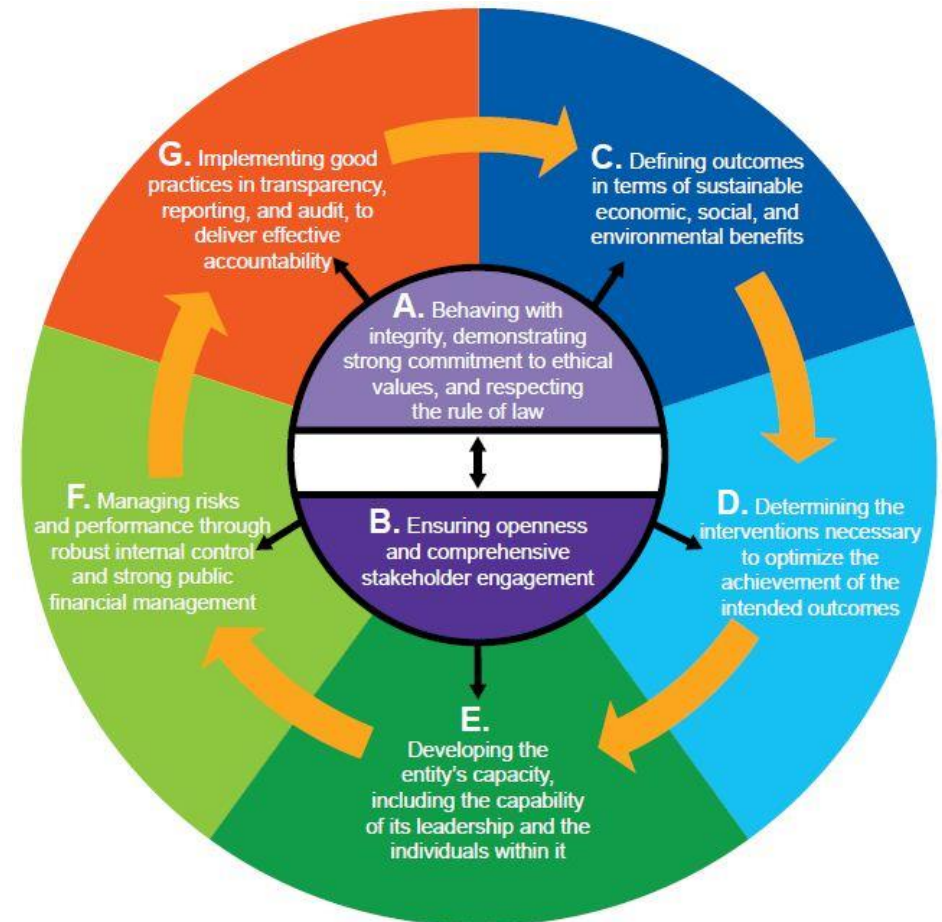 G. Implementing good
practices in transparency,
reporting, and audit, to
deliver effective
accountability
C. Defining outcomes
in terms of sustainable
economic, social, and
environmental benefits
A. Behaving with
integrity, demonstrating
strong commitment to ethical
values, and respecting
the rule of law
B. Ensuring openness
and comprehensive
stakeholder engagement
F. Managing risks
and performance through
robust internal control
and strong public
financial management
D. Determining the
interventions necessary
to optimize the
achievement of the
intended outcomes
E.
Developing the
entity's capacity,
including the capability
of its leadership and the
individuals within it